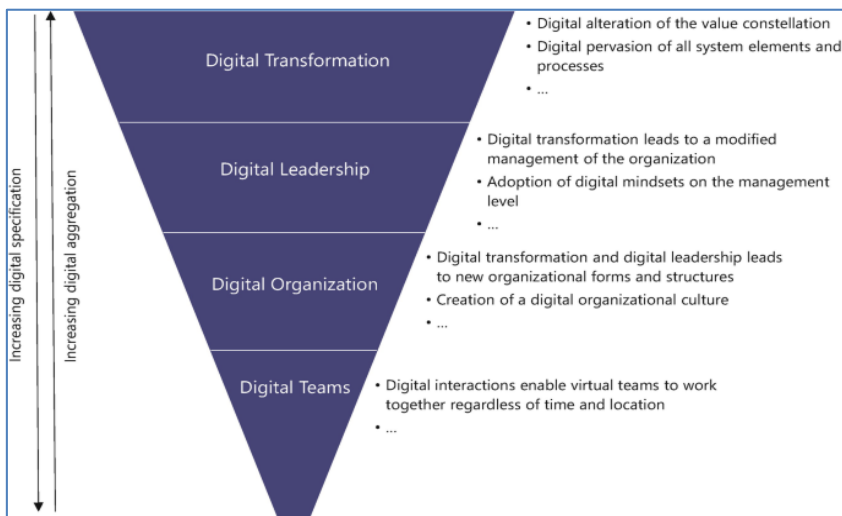 Increasing digital specification
Increasing digital aggregation
Digital Transformation
• Digital alteration of the value constellation
• Digital pervasion of all system elements and
processes
• ...
Digital Leadership
• Digital transformation leads to a modified
management of the organization
• Adoption of digital mindsets on the management
level
• ...
Digital Organization
• Digital transformation and digital leadership leads
to new organizational forms and structures
• Creation of a digital organizational culture
• ...
Digital Teams
• Digital interactions enable virtual teams to work
together regardless of time and location
• ...